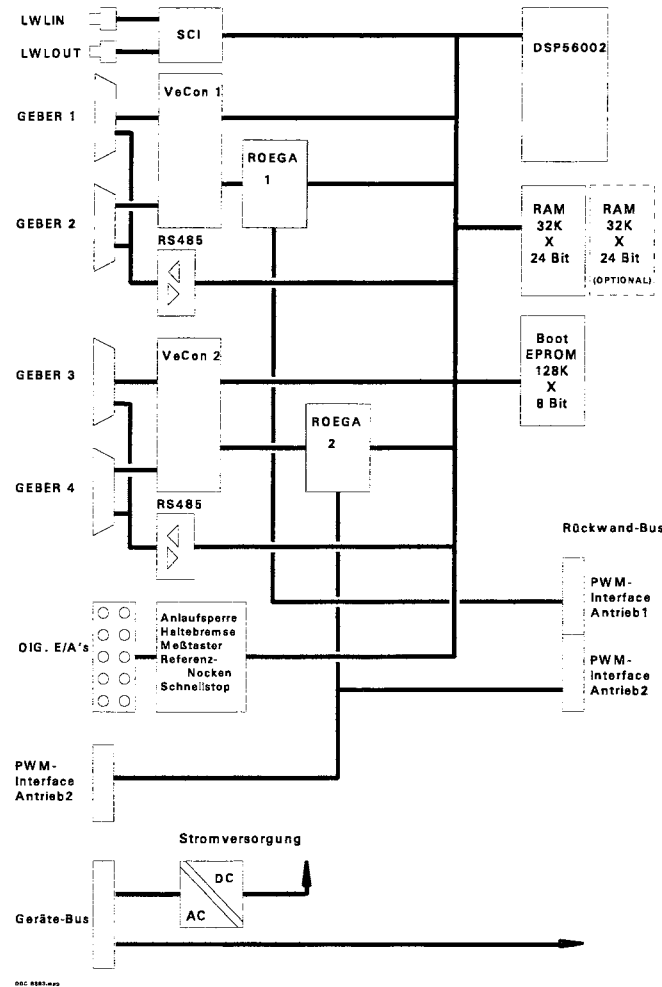 LWLIN
LWLOUT
SCI
DSP56002
GEBER 1
VeCon 1
ROEGA
1
GEBER 2
RS485
RAM
32K
X
24 Bit
RAM
32K
X
24 Bit
(OPTIONAL)
GEBER 3
VeCon 2
Boot
EPROM
128K
X
8 Bit
ROEGA
2
GEBER 4
RS485
Rückwand-Bus
PWM-
Interface
Antrieb1
DIG. E/A's
Anlaufsperre
Haltebremse
Meßtaster
Referenz-
Nocken
Schnellstop
PWM-
Interface
Antrieb2
PWM-
Interface
Antrieb2
Stromversorgung
DC
AC
Geräte-Bus